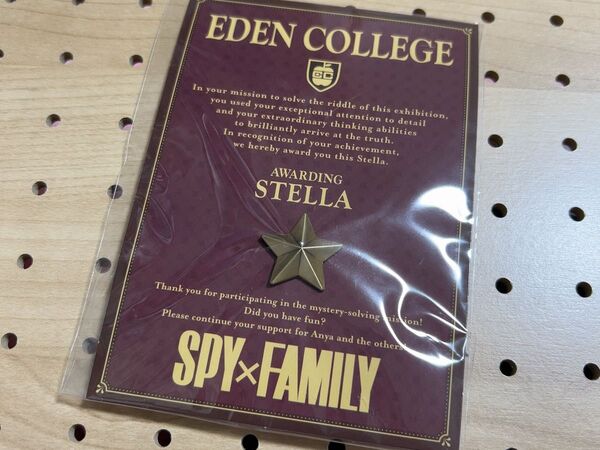 EDEN COLLEGE
EC
In your mission to solve the riddle of this exhibition,
you used your exceptional attention to detail
and your extraordinary thinking abilities
to brilliantly arrive at the truth.
In recognition of your achievement,
we hereby award you this Stella.
AWARDING
STELLA
Thank you for participating in the mystery-solving mission!
Did you have fun?
Please continue your support for Anya and the others!
SPY×FAMILY